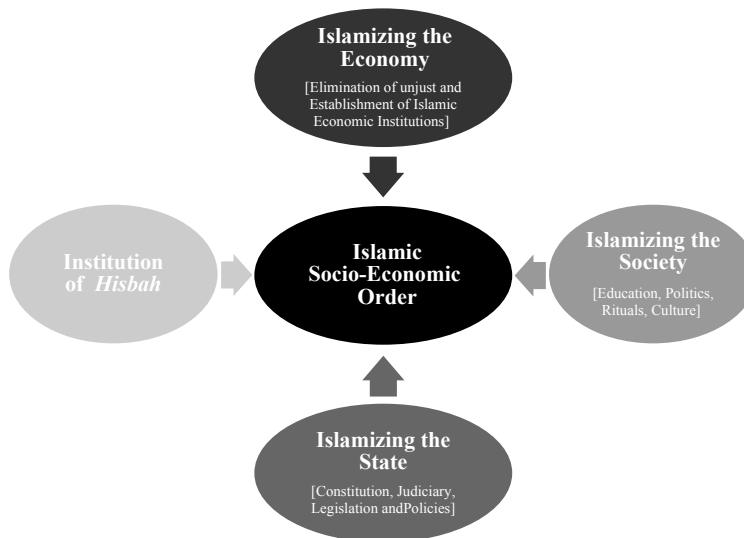 Islamizing the
Economy
[Elimination of unjust and
Establishment of Islamic
Economic Institutions]
Institution
of Hisbah
Islamic
Socio-Economic
Order
Islamizing the
Society
[Education, Politics,
Rituals, Culture]
Islamizing the
State
[Constitution, Judiciary,
Legislation andPolicies]